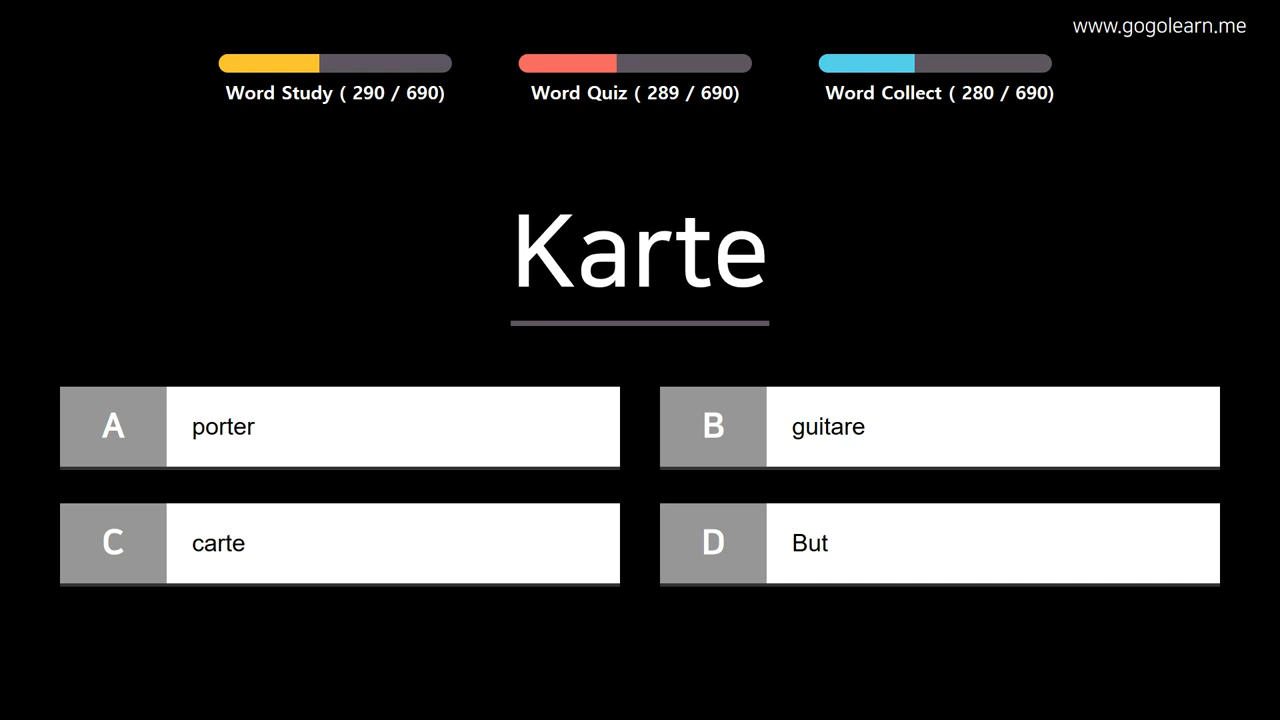 www.gogolearn.me
Word Study ( 290 / 690)
Word Quiz ( 289 / 690)
Word Collect ( 280 / 690)
Karte
A porter
B guitare
C carte
D But